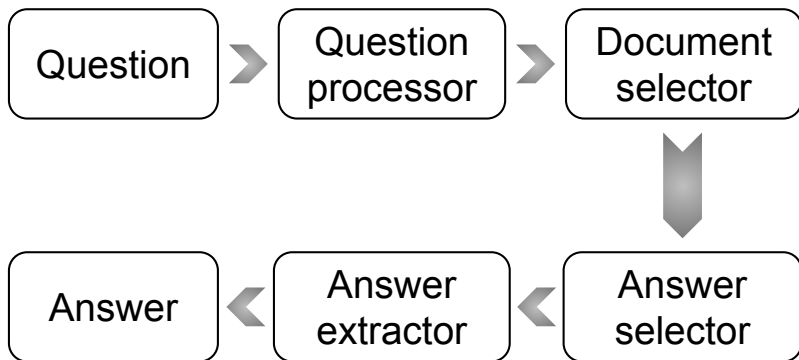 Question
Question
processor
Document
selector
Answer
selector
Answer
extractor
Answer